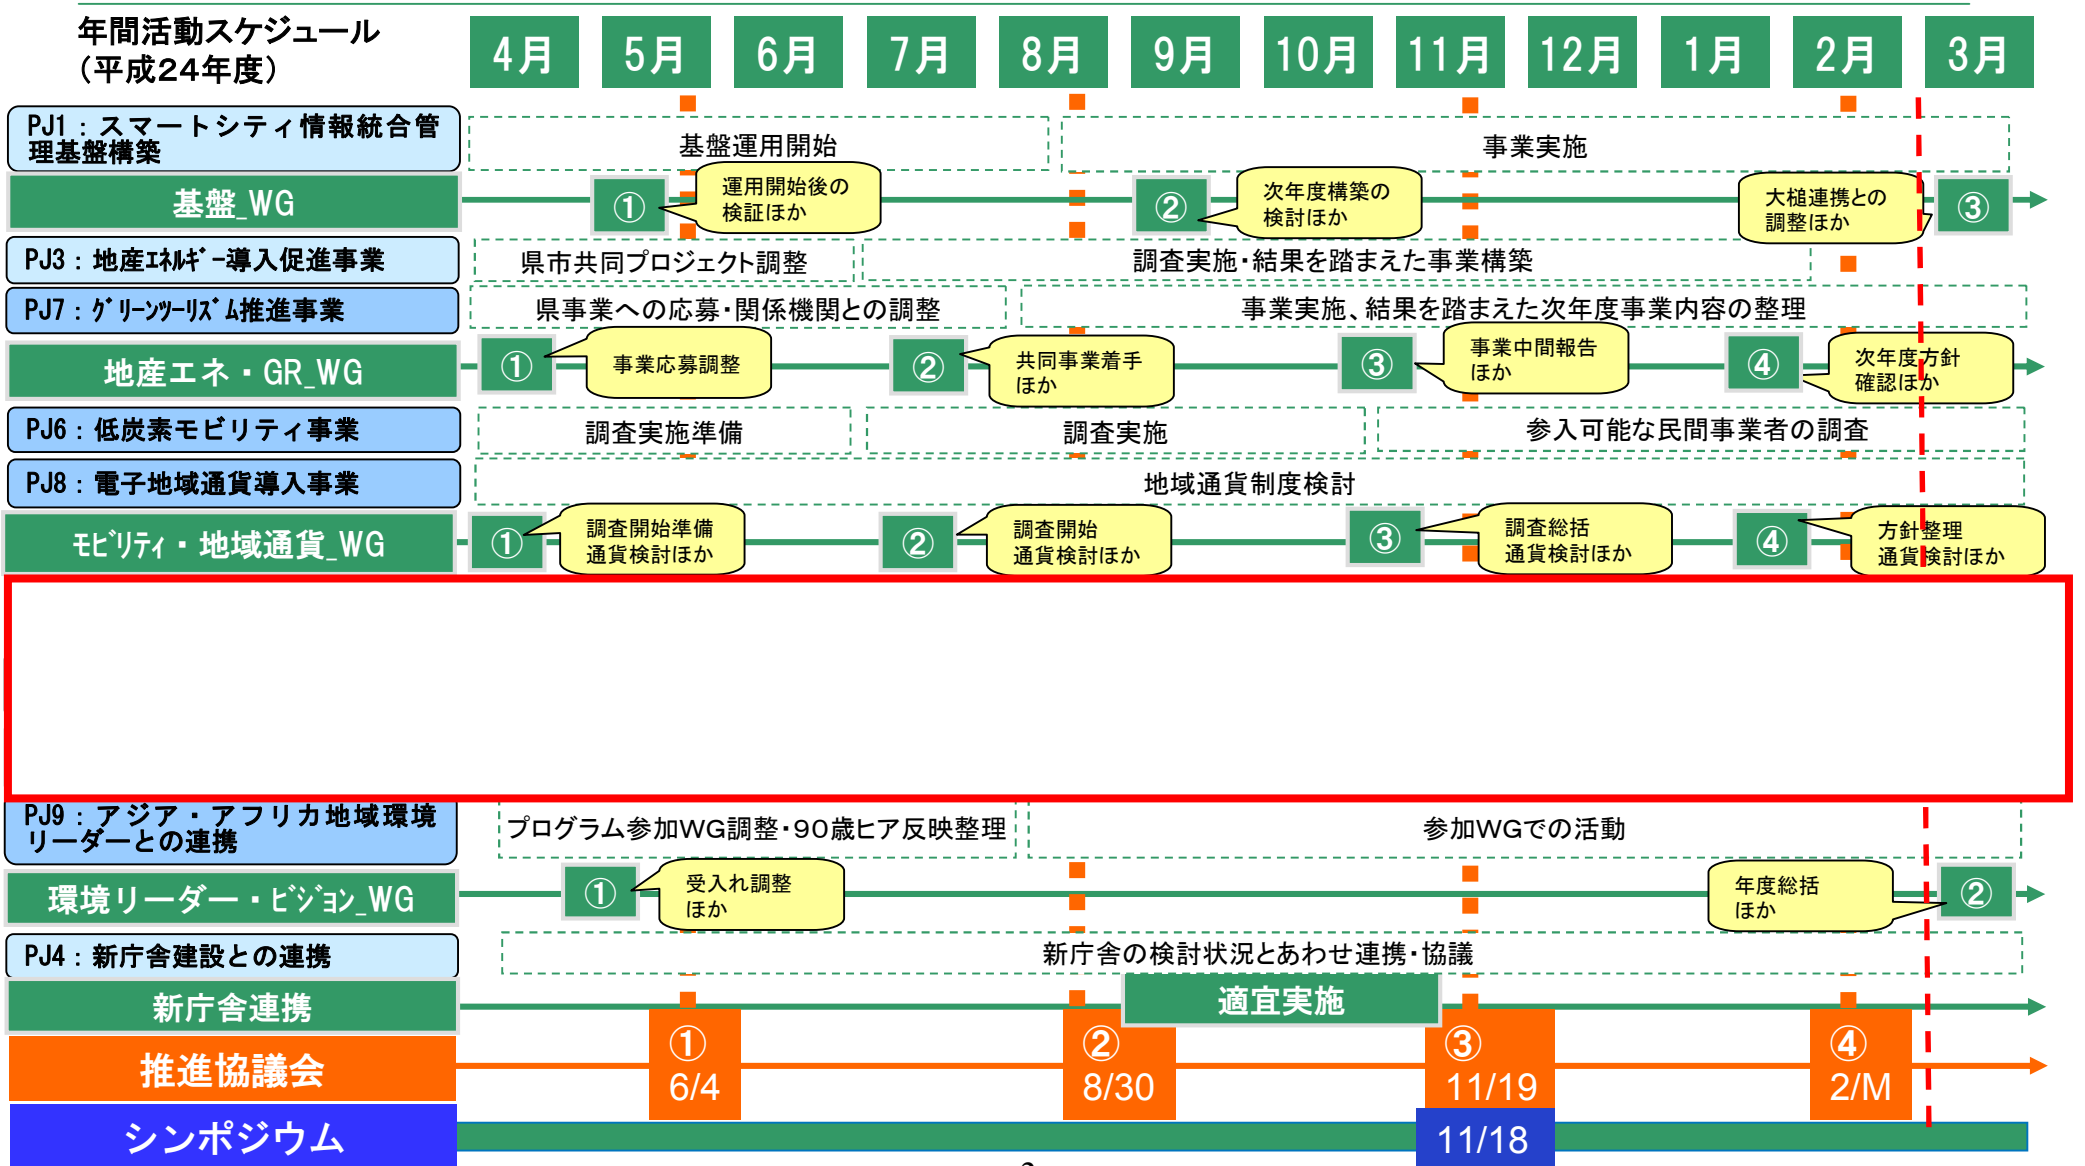 年間活動スケジュール
（平成24年度）
4月 5月 6月 7月 8月 9月 10月 11月 12月 1月 2月 3月
PJ1：スマートシティ情報統合管
理基盤構築
基盤運用開始 事業実施
基盤_WG
① 運用開始後の
検証ほか
② 次年度構築の
検討ほか
大槌連携との
調整ほか
③
PJ3：地産ｴﾈﾙｷﾞｰ導入促進事業
県市共同プロジェクト調整 調査実施・結果を踏まえた事業構築
PJ7：ｸﾞﾘｰﾝﾂｰﾘｽﾞﾑ推進事業
県事業への応募・関係機関との調整 事業実施、結果を踏まえた次年度事業内容の整理
地産エネ・GR_WG
① 事業応募調整
② 共同事業着手
ほか
③ 事業中間報告
ほか
④ 次年度方針
確認ほか
PJ6：低炭素モビリティ事業
調査実施準備 調査実施 参入可能な民間事業者の調査
PJ8：電子地域通貨導入事業
地域通貨制度検討
ﾓﾋﾞﾘﾃｨ・地域通貨_WG
① 調査開始準備
通貨検討ほか
② 調査開始
通貨検討ほか
③ 調査総括
通貨検討ほか
④ 方針整理
通貨検討ほか
PJ9：アジア・アフリカ地域環境
リーダーとの連携
プログラム参加WG調整・90歳ヒア反映整理 参加WGでの活動
環境リーダー・ﾋﾞｼﾞｮﾝ_WG
① 受入れ調整
ほか
年度総括
ほか
②
PJ4：新庁舎建設との連携
新庁舎の検討状況とあわせ連携・協議
新庁舎連携
適宜実施
推進協議会
① 6/4
② 8/30
③ 11/19
④ 2/M
シンポジウム
11/18